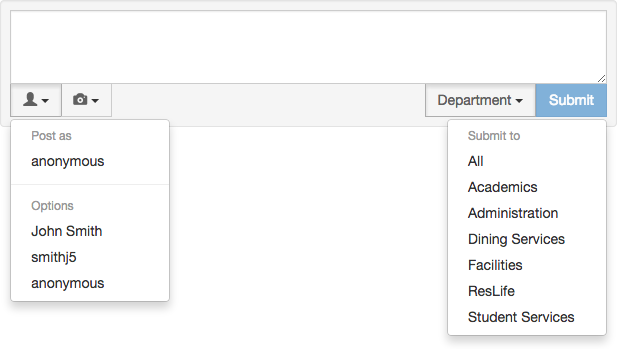 Department Submit
Post as
anonymous
Options
John Smith
smithj5
anonymous
Submit to
All
Academics
Administration
Dining Services
Facilities
ResLife
Student Services